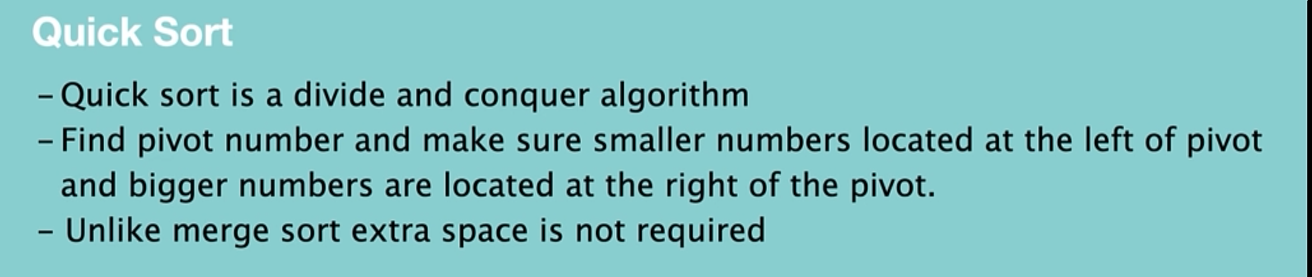 Quick Sort
– Quick sort is a divide and conquer algorithm
– Find pivot number and make sure smaller numbers located at the left of pivot
and bigger numbers are located at the right of the pivot.
– Unlike merge sort extra space is not required